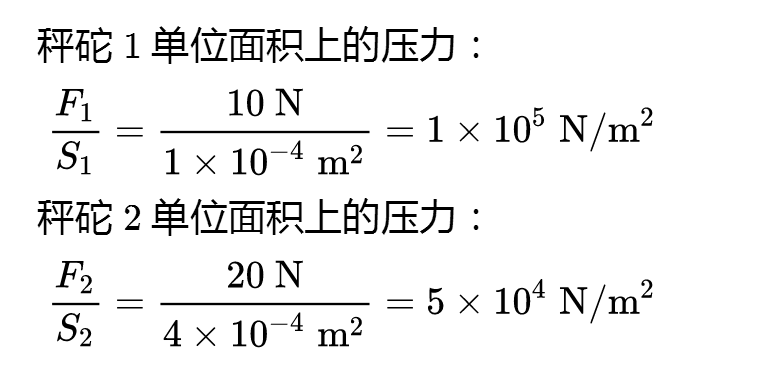 秤砣 1 单位面积上的压力：
F₁/S₁ = 10 N / 1 × 10⁻⁴ m² = 1 × 10⁵ N/m²
秤砣 2 单位面积上的压力：
F₂/S₂ = 20 N / 4 × 10⁻⁴ m² = 5 × 10⁴ N/m²